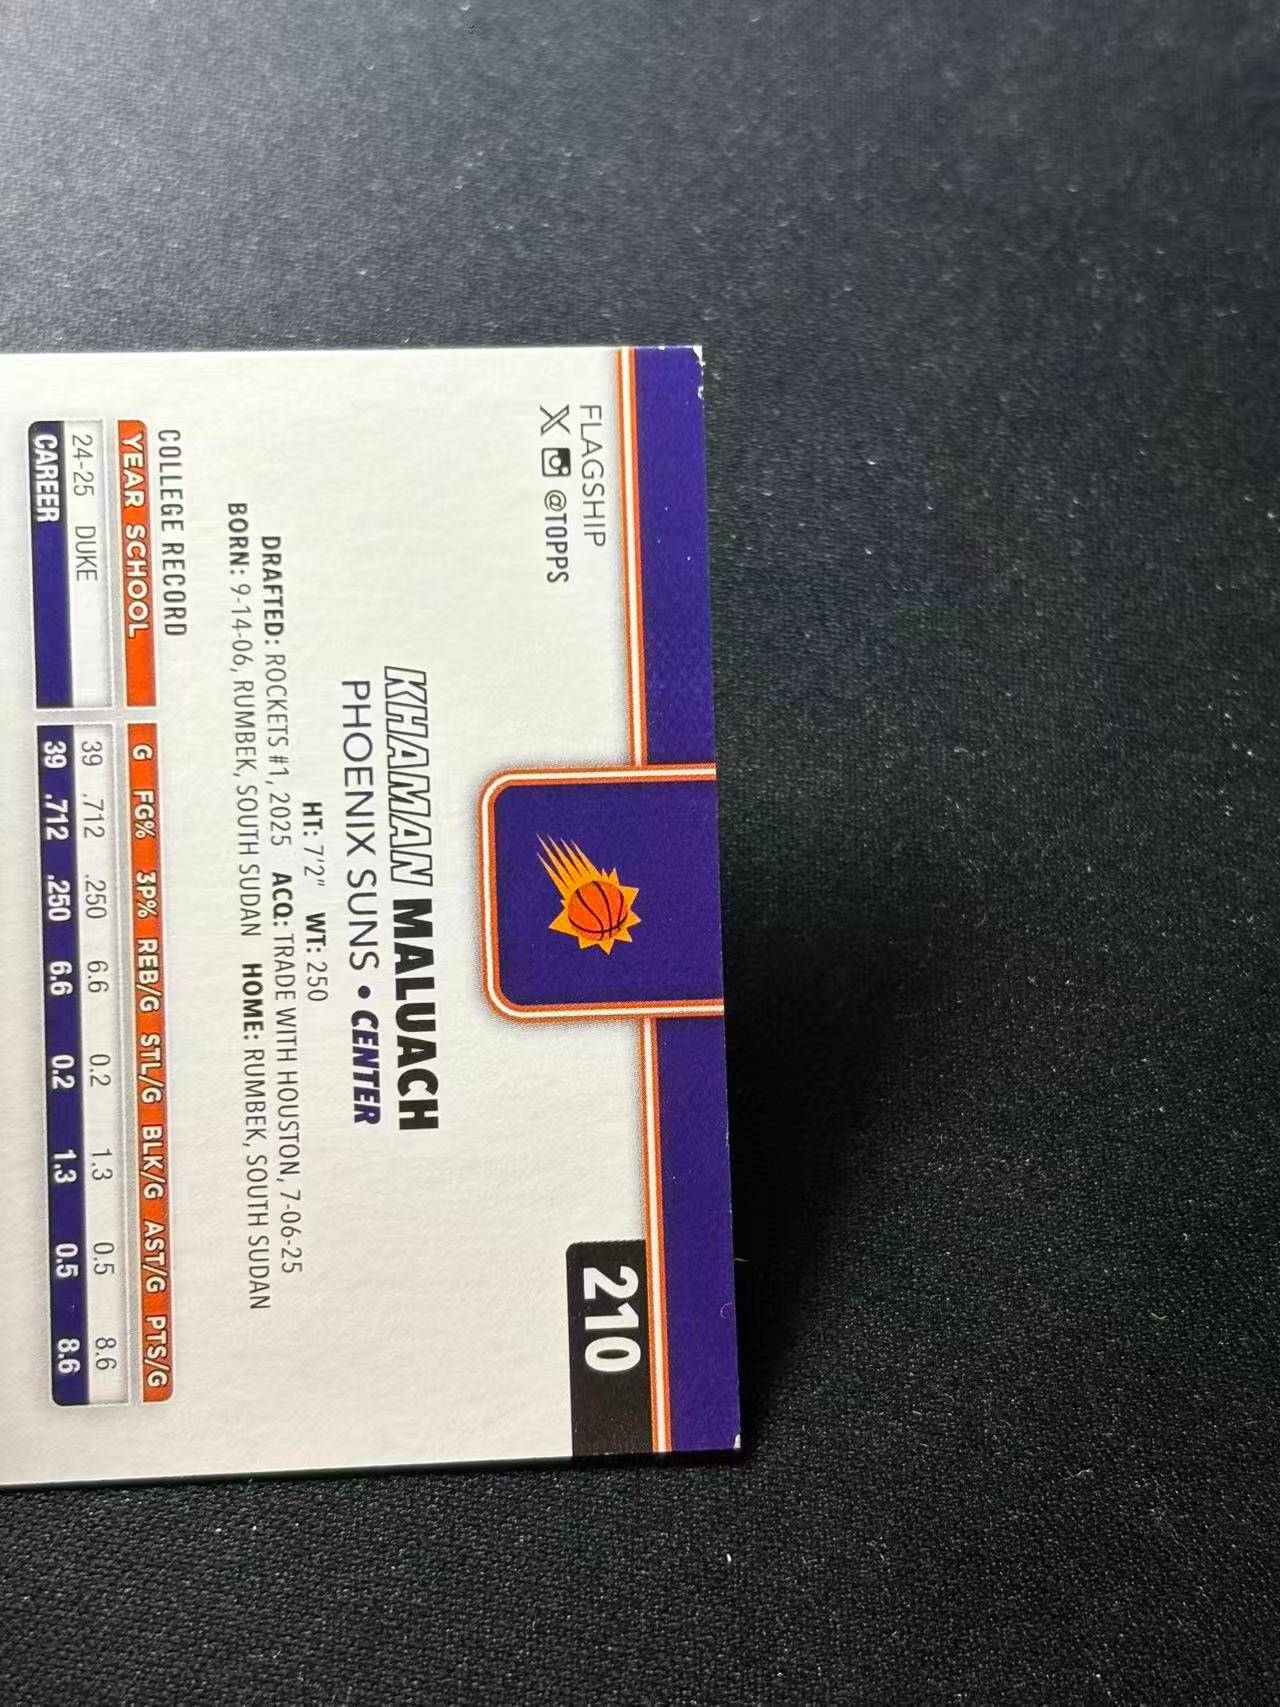 FLAGSHIP
X @TOPPS
210
KHAMAN MALUACH
PHOENIX SUNS • CENTER
HT: 7'2" WT: 250
DRAFTED: ROCKETS #1, 2025 ACQ: TRADE WITH HOUSTON, 7-06-25
BORN: 9-14-06, RUMBEK, SOUTH SUDAN HOME: RUMBEK, SOUTH SUDAN
COLLEGE RECORD
YEAR SCHOOL G FG% 3P% REB/G STL/G BLK/G AST/G PTS/G
24-25 DUKE 39 .712 .250 6.6 0.2 1.3 0.5 8.6
CAREER 39 .712 .250 6.6 0.2 1.3 0.5 8.6